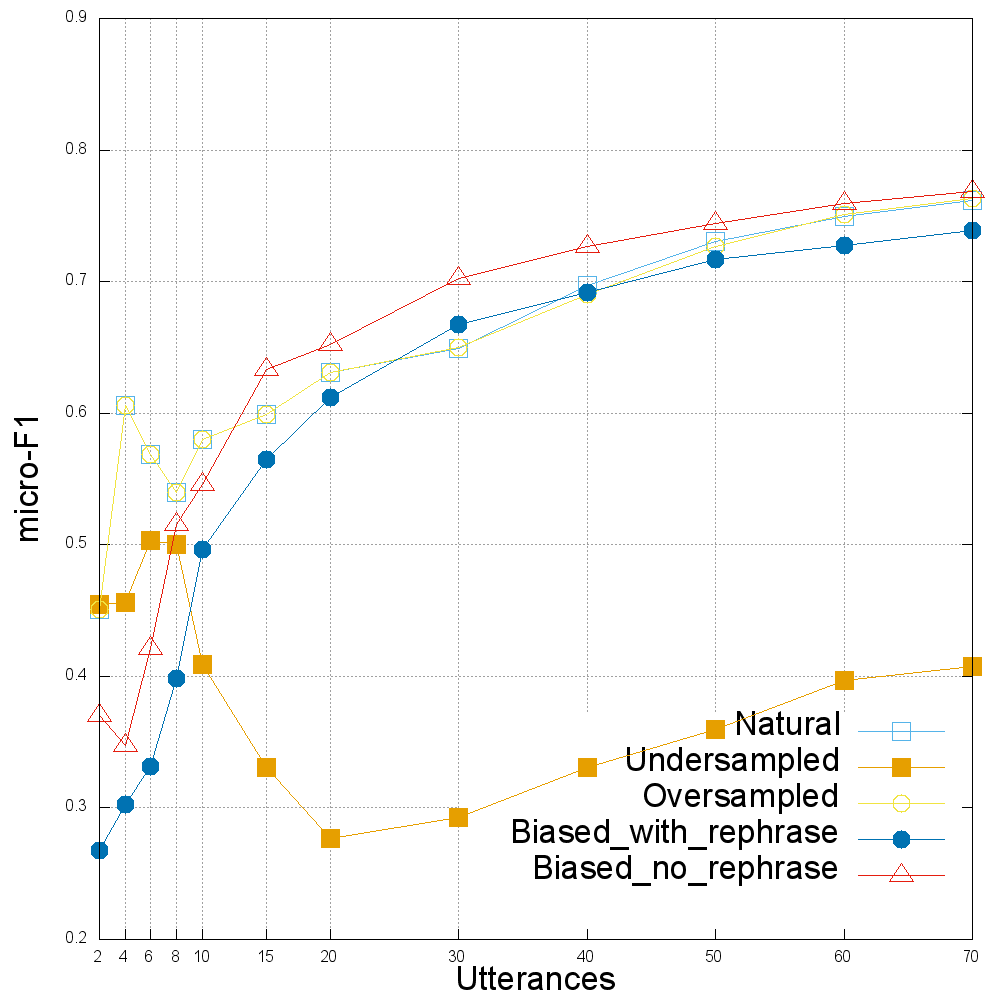 0.9
0.8
0.7
0.6
0.5
0.4
0.3
0.2
micro-F1
Natural
Undersampled
Oversampled
Biased_with_rephrase
Biased_no_rephrase
2 4 6 8 10 15 20 30 40 50 60 70
Utterances